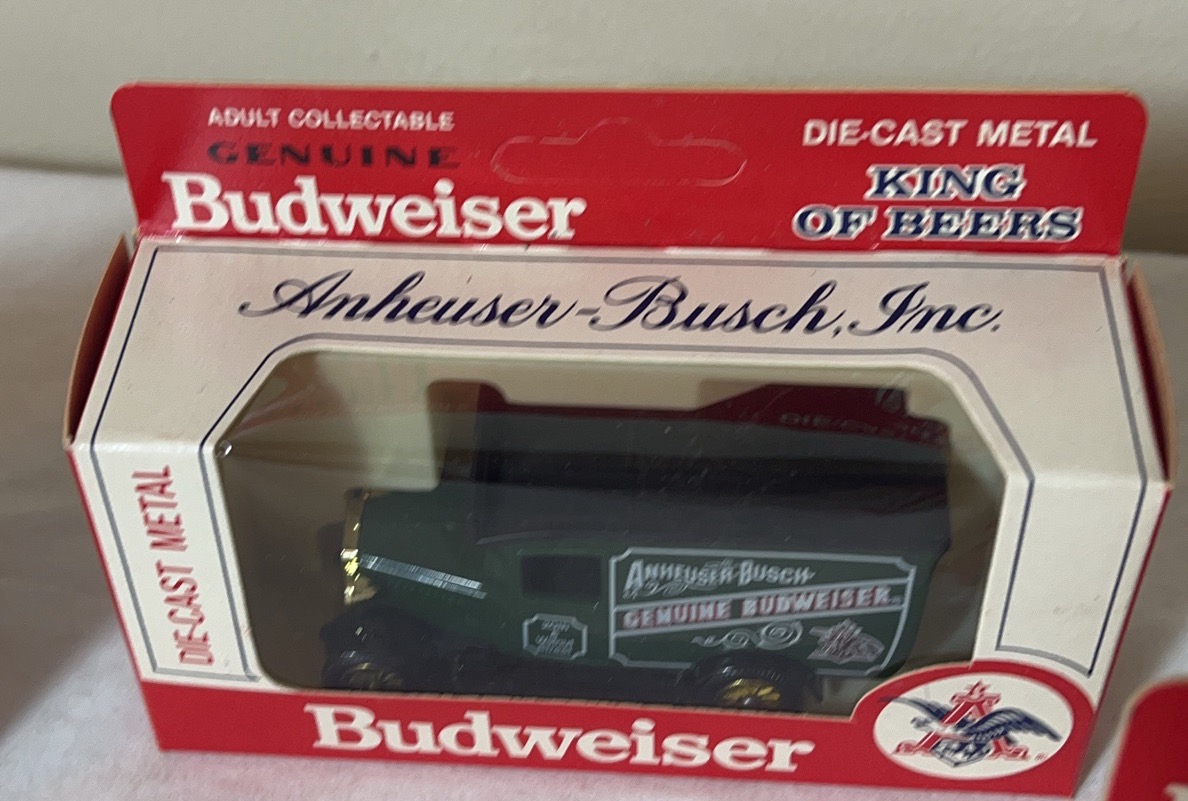 ADULT COLLECTABLE
GENUINE
Budweiser
DIE-CAST METAL
KING
OF BEERS
Anheuser-Busch, Inc.
DIE-CAST METAL
ANHEUSER-BUSCH
GENUINE BUDWEISER
Budweiser